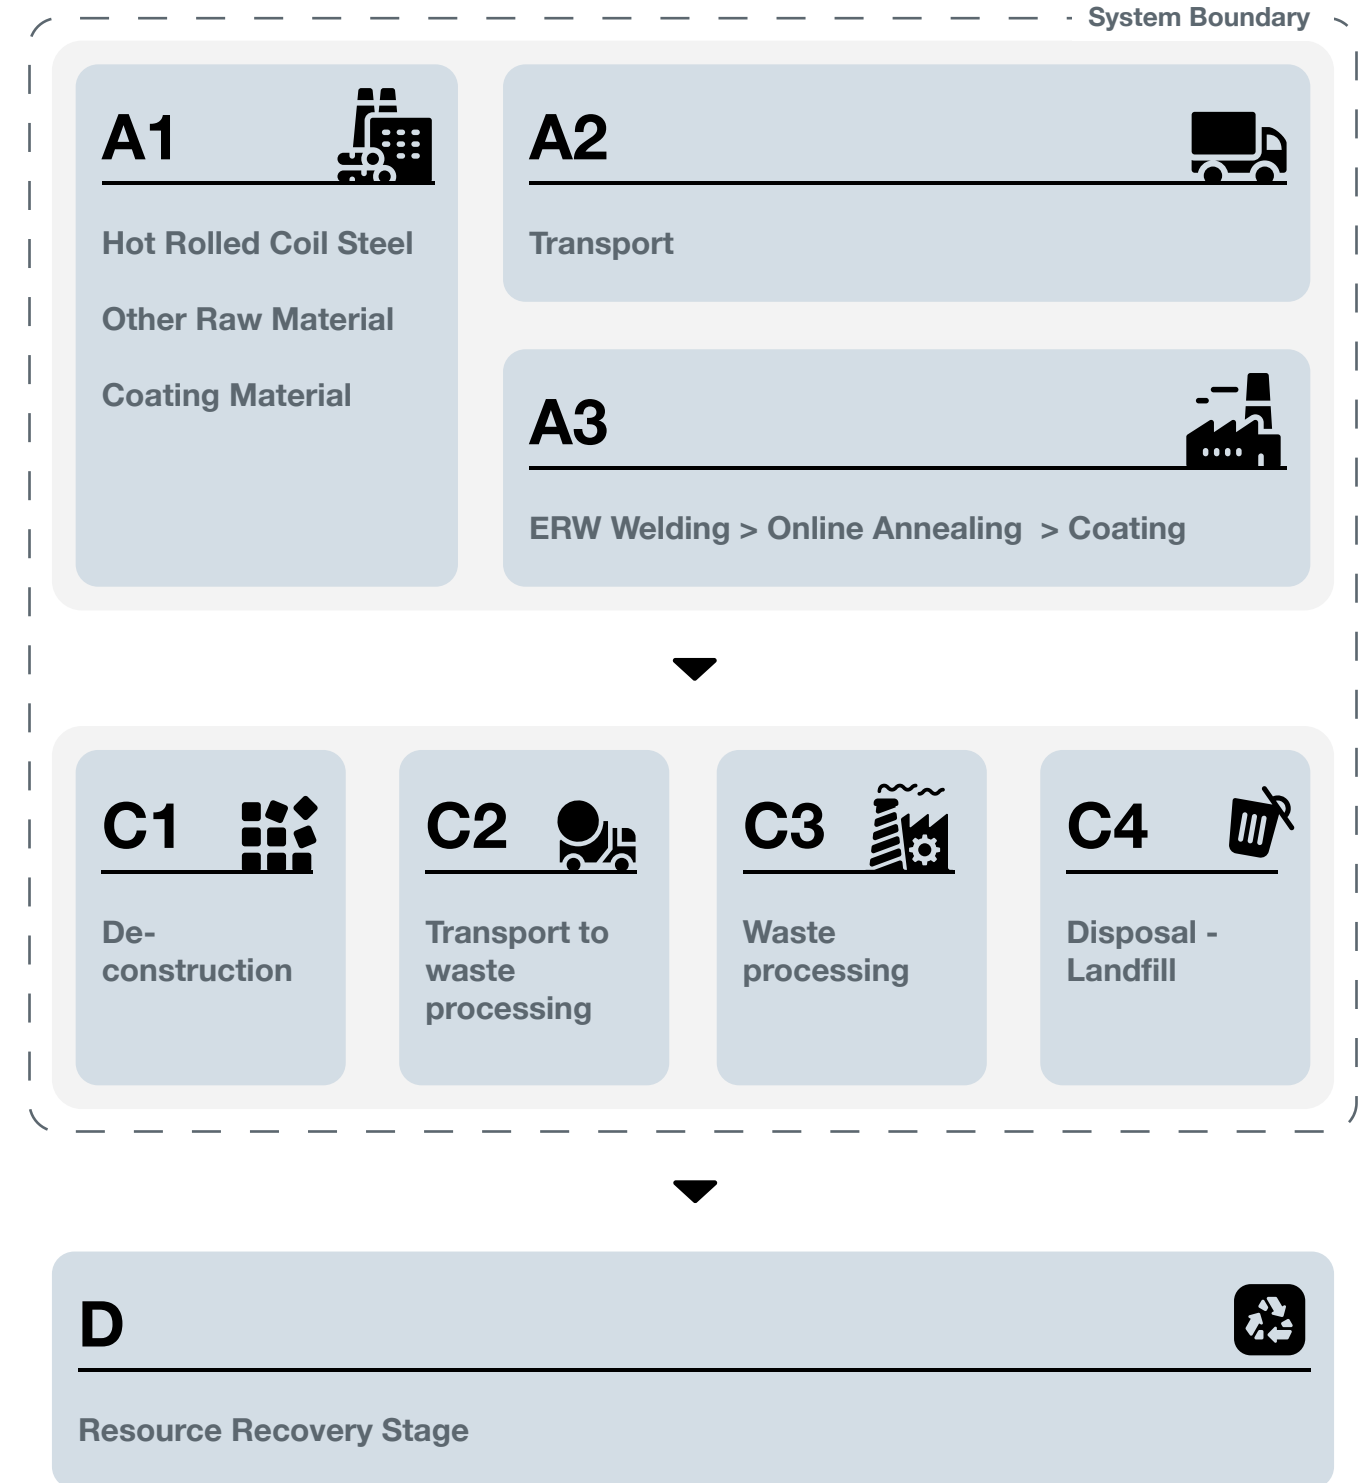 System Boundary
A1
Hot Rolled Coil Steel
Other Raw Material
Coating Material
A2
Transport
A3
ERW Welding > Online Annealing  > Coating
C1
De-
construction
C2
Transport to
waste
processing
C3
Waste
processing
C4
Disposal -
Landfill
D
Resource Recovery Stage